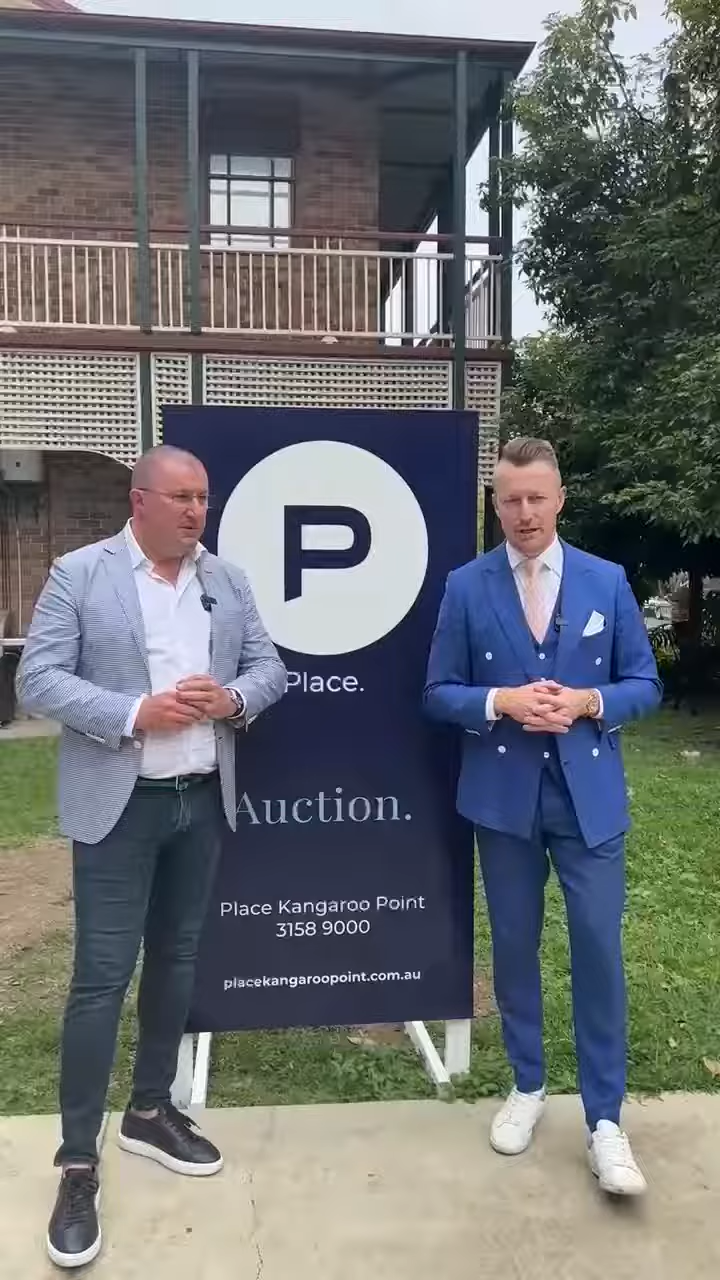 P
Place.
Auction.
Place Kangaroo Point
3158 9000
placekangaroopoint.com.au